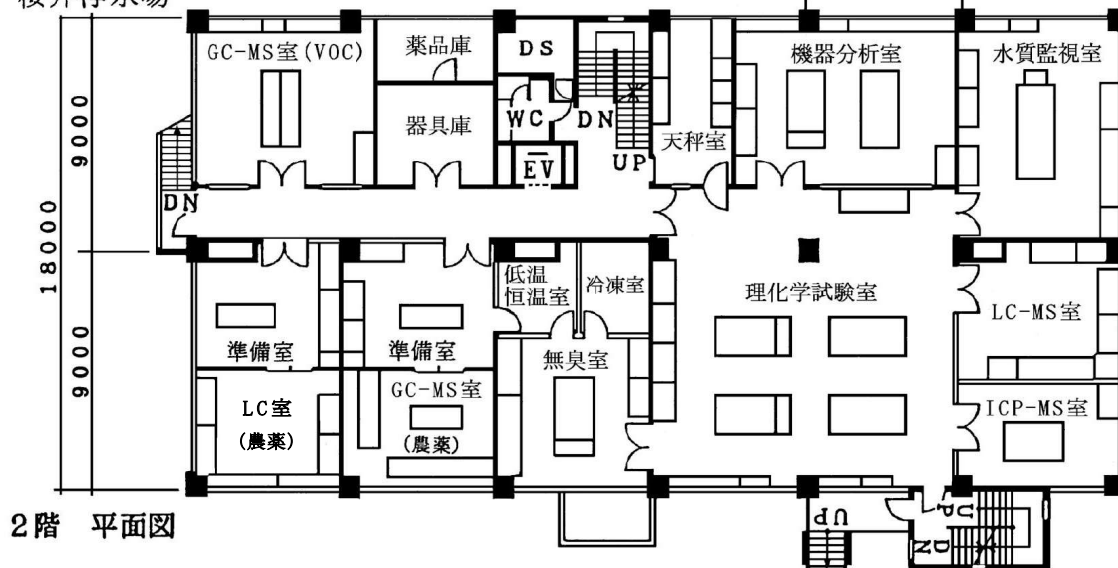 GC-MS室(VOC)
薬品庫
DS
機器分析室
水質監視室
器具庫
WC
DN
天秤室
EV
UP
DN
9000
18000
9000
低温
恒温室
冷凍室
理化学試験室
LC-MS室
準備室
準備室
無臭室
LC室
(農薬)
GC-MS室
(農薬)
ICP-MS室
UP
UP
DN
2階 平面図